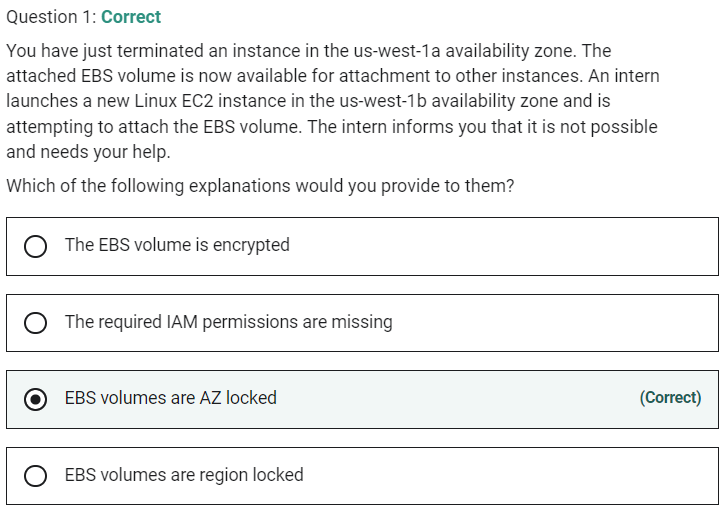 Question 1: Correct
You have just terminated an instance in the us-west-1a availability zone. The
attached EBS volume is now available for attachment to other instances. An intern
launches a new Linux EC2 instance in the us-west-1b availability zone and is
attempting to attach the EBS volume. The intern informs you that it is not possible
and needs your help.
Which of the following explanations would you provide to them?
The EBS volume is encrypted
The required IAM permissions are missing
EBS volumes are AZ locked (Correct)
EBS volumes are region locked